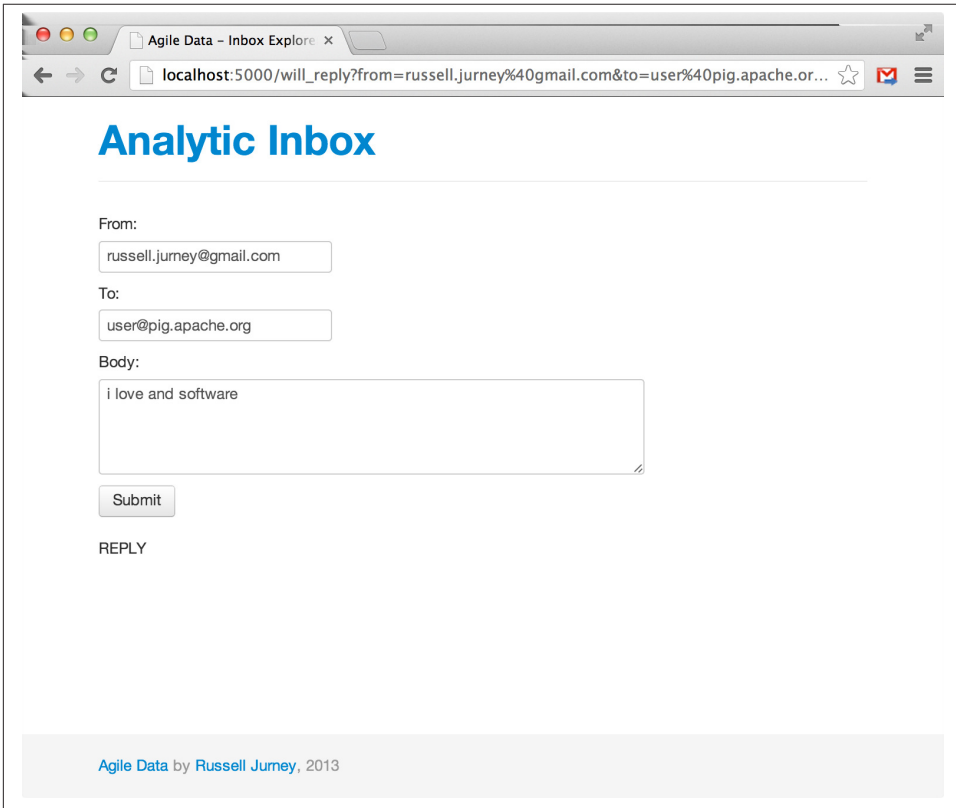 Agile Data – Inbox Explore
localhost:5000/will_reply?from=russell.jurney%40gmail.com&to=user%40pig.apache.or...
Analytic Inbox
From:
russell.jurney@gmail.com
To:
user@pig.apache.org
Body:
i love and software
Submit
REPLY
Agile Data by Russell Jurney, 2013